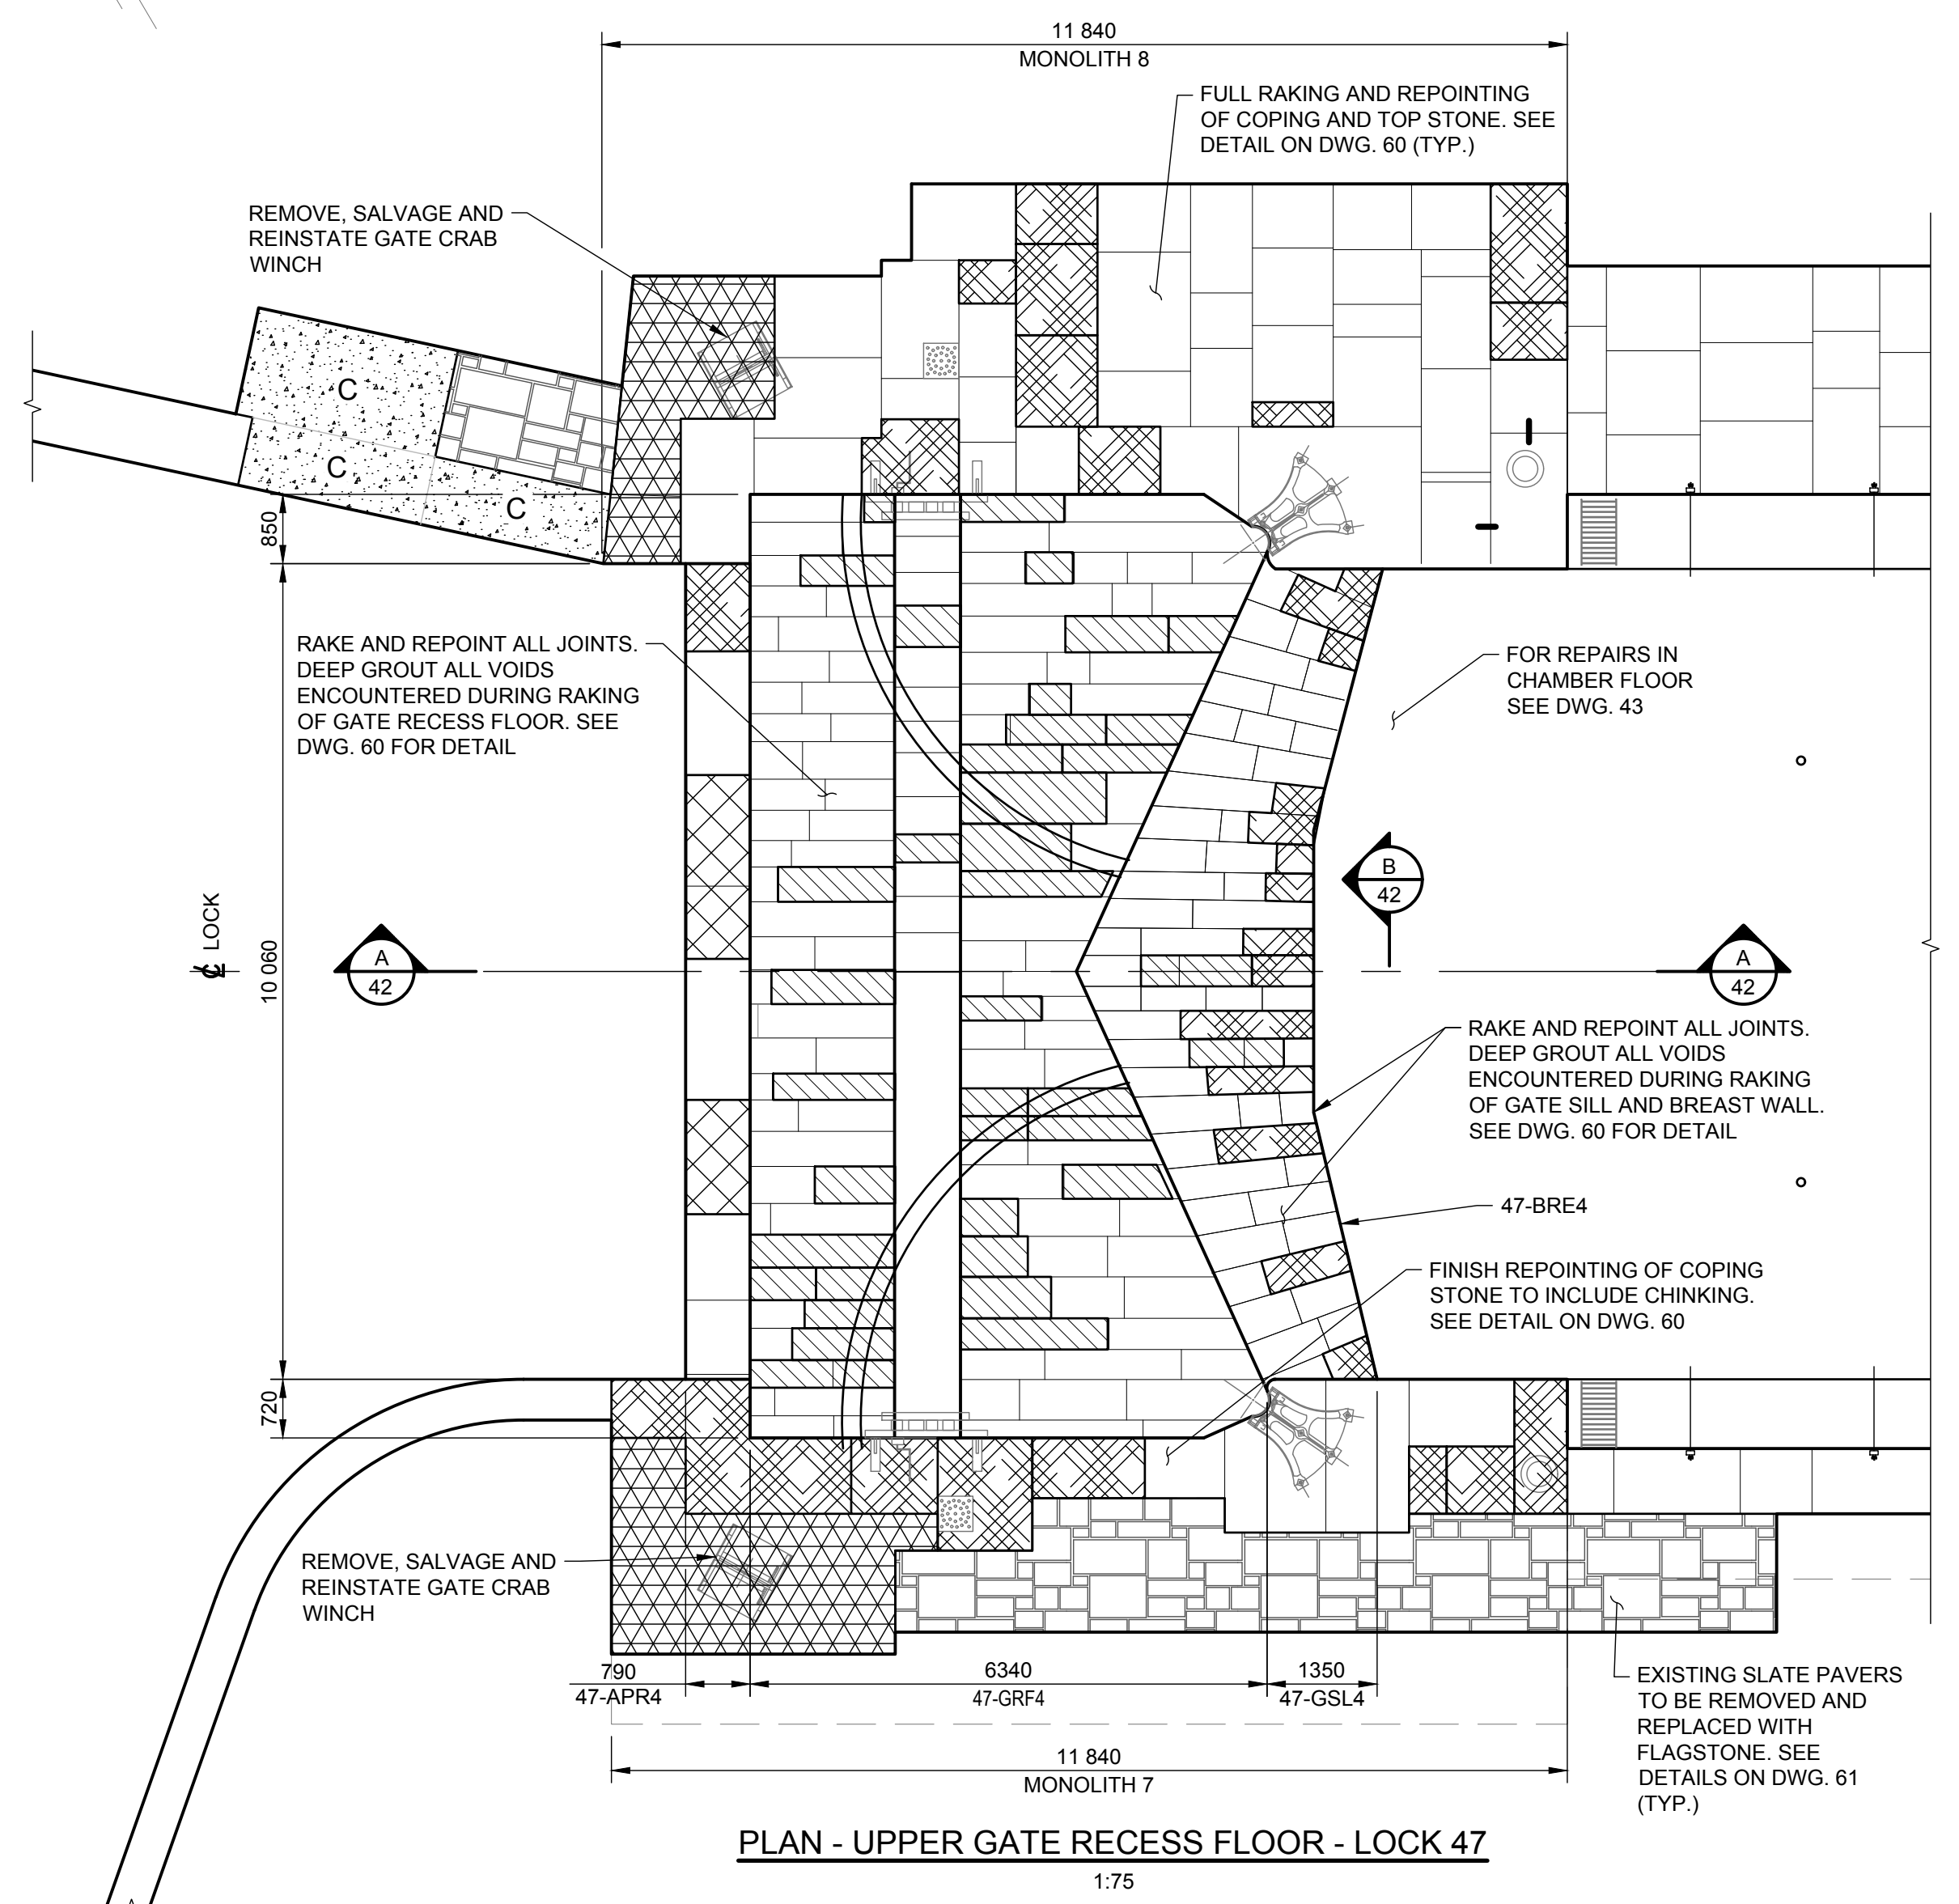 11 840
MONOLITH 8
FULL RAKING AND REPOINTING
OF COPING AND TOP STONE. SEE
DETAIL ON DWG. 60 (TYP.)
REMOVE, SALVAGE AND
REINSTATE GATE CRAB
WINCH
C
C
C
850
RAKE AND REPOINT ALL JOINTS.
DEEP GROUT ALL VOIDS
ENCOUNTERED DURING RAKING
OF GATE RECESS FLOOR. SEE
DWG. 60 FOR DETAIL
FOR REPAIRS IN
CHAMBER FLOOR
SEE DWG. 43
B
42
℄ LOCK
10 060
A
42
A
42
RAKE AND REPOINT ALL JOINTS.
DEEP GROUT ALL VOIDS
ENCOUNTERED DURING RAKING
OF GATE SILL AND BREAST WALL.
SEE DWG. 60 FOR DETAIL
47-BRE4
FINISH REPOINTING OF COPING
STONE TO INCLUDE CHINKING.
SEE DETAIL ON DWG. 60
720
REMOVE, SALVAGE AND
REINSTATE GATE CRAB
WINCH
790
47-APR4
6340
47-GRF4
1350
47-GSL4
EXISTING SLATE PAVERS
TO BE REMOVED AND
REPLACED WITH
FLAGSTONE. SEE
DETAILS ON DWG. 61
(TYP.)
11 840
MONOLITH 7
PLAN - UPPER GATE RECESS FLOOR - LOCK 47
1:75